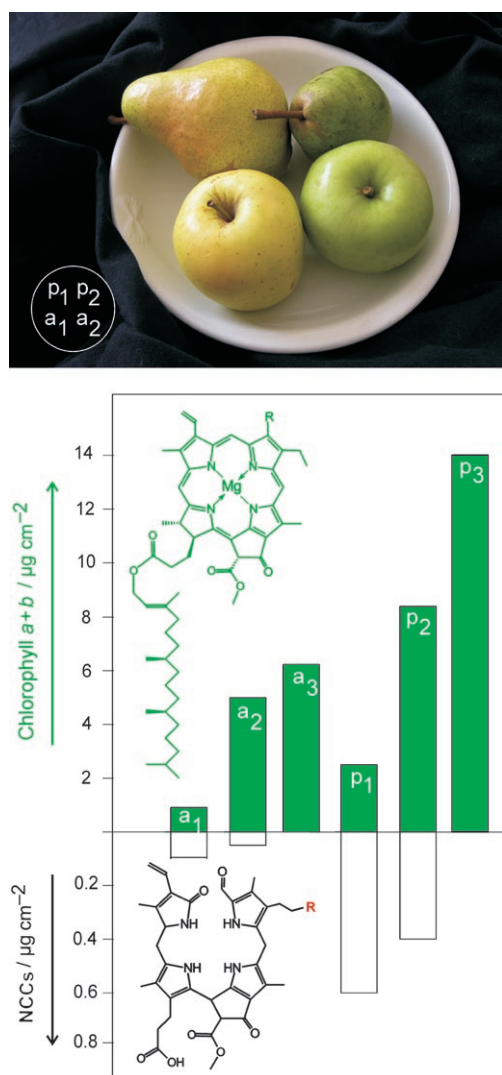 p1 p2
a1 a2
Chlorophyll a+b / µg cm−2
14
12
10
8
6
4
2
R
N
N
Mg
N
N
O
O
O
O
O
a1
a2
a3
p1
p2
p3
NCCs / µg cm−2
0.2
0.4
0.6
0.8
O
O
NH
HN
R
NH
HN
O
OH
O
O
O